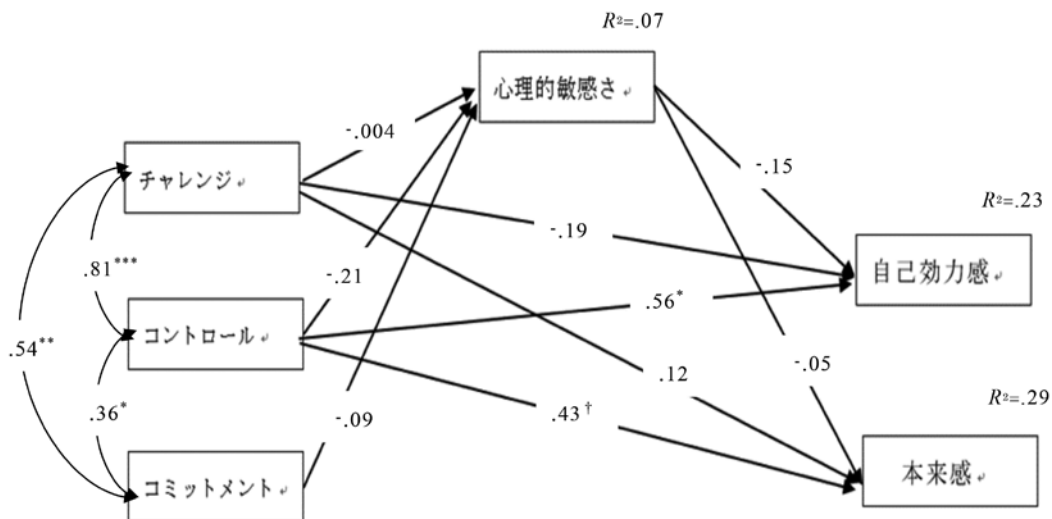 R²=.07
心理的敏感さ
-.004
チャレンジ
-.15
R²=.23
-.19
自己効力感
.81***
-.21
.56*
コントロール
.54**
.12
-.05
R²=.29
.36*
-.09
.43†
本来感
コミットメント